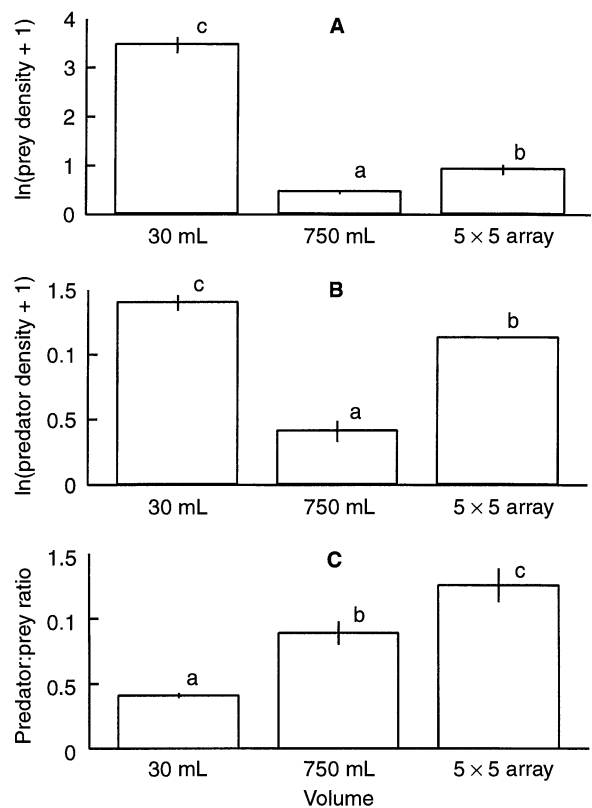 A
ln(prey density + 1)
4
3
2
1
0
c
a
b
30 mL
750 mL
5 × 5 array
B
ln(predator density + 1)
1.5
0.1
0.5
0
c
a
b
30 mL
750 mL
5 × 5 array
C
Predator:prey ratio
1.5
0.1
0.5
0
a
b
c
30 mL
750 mL
5 × 5 array
Volume